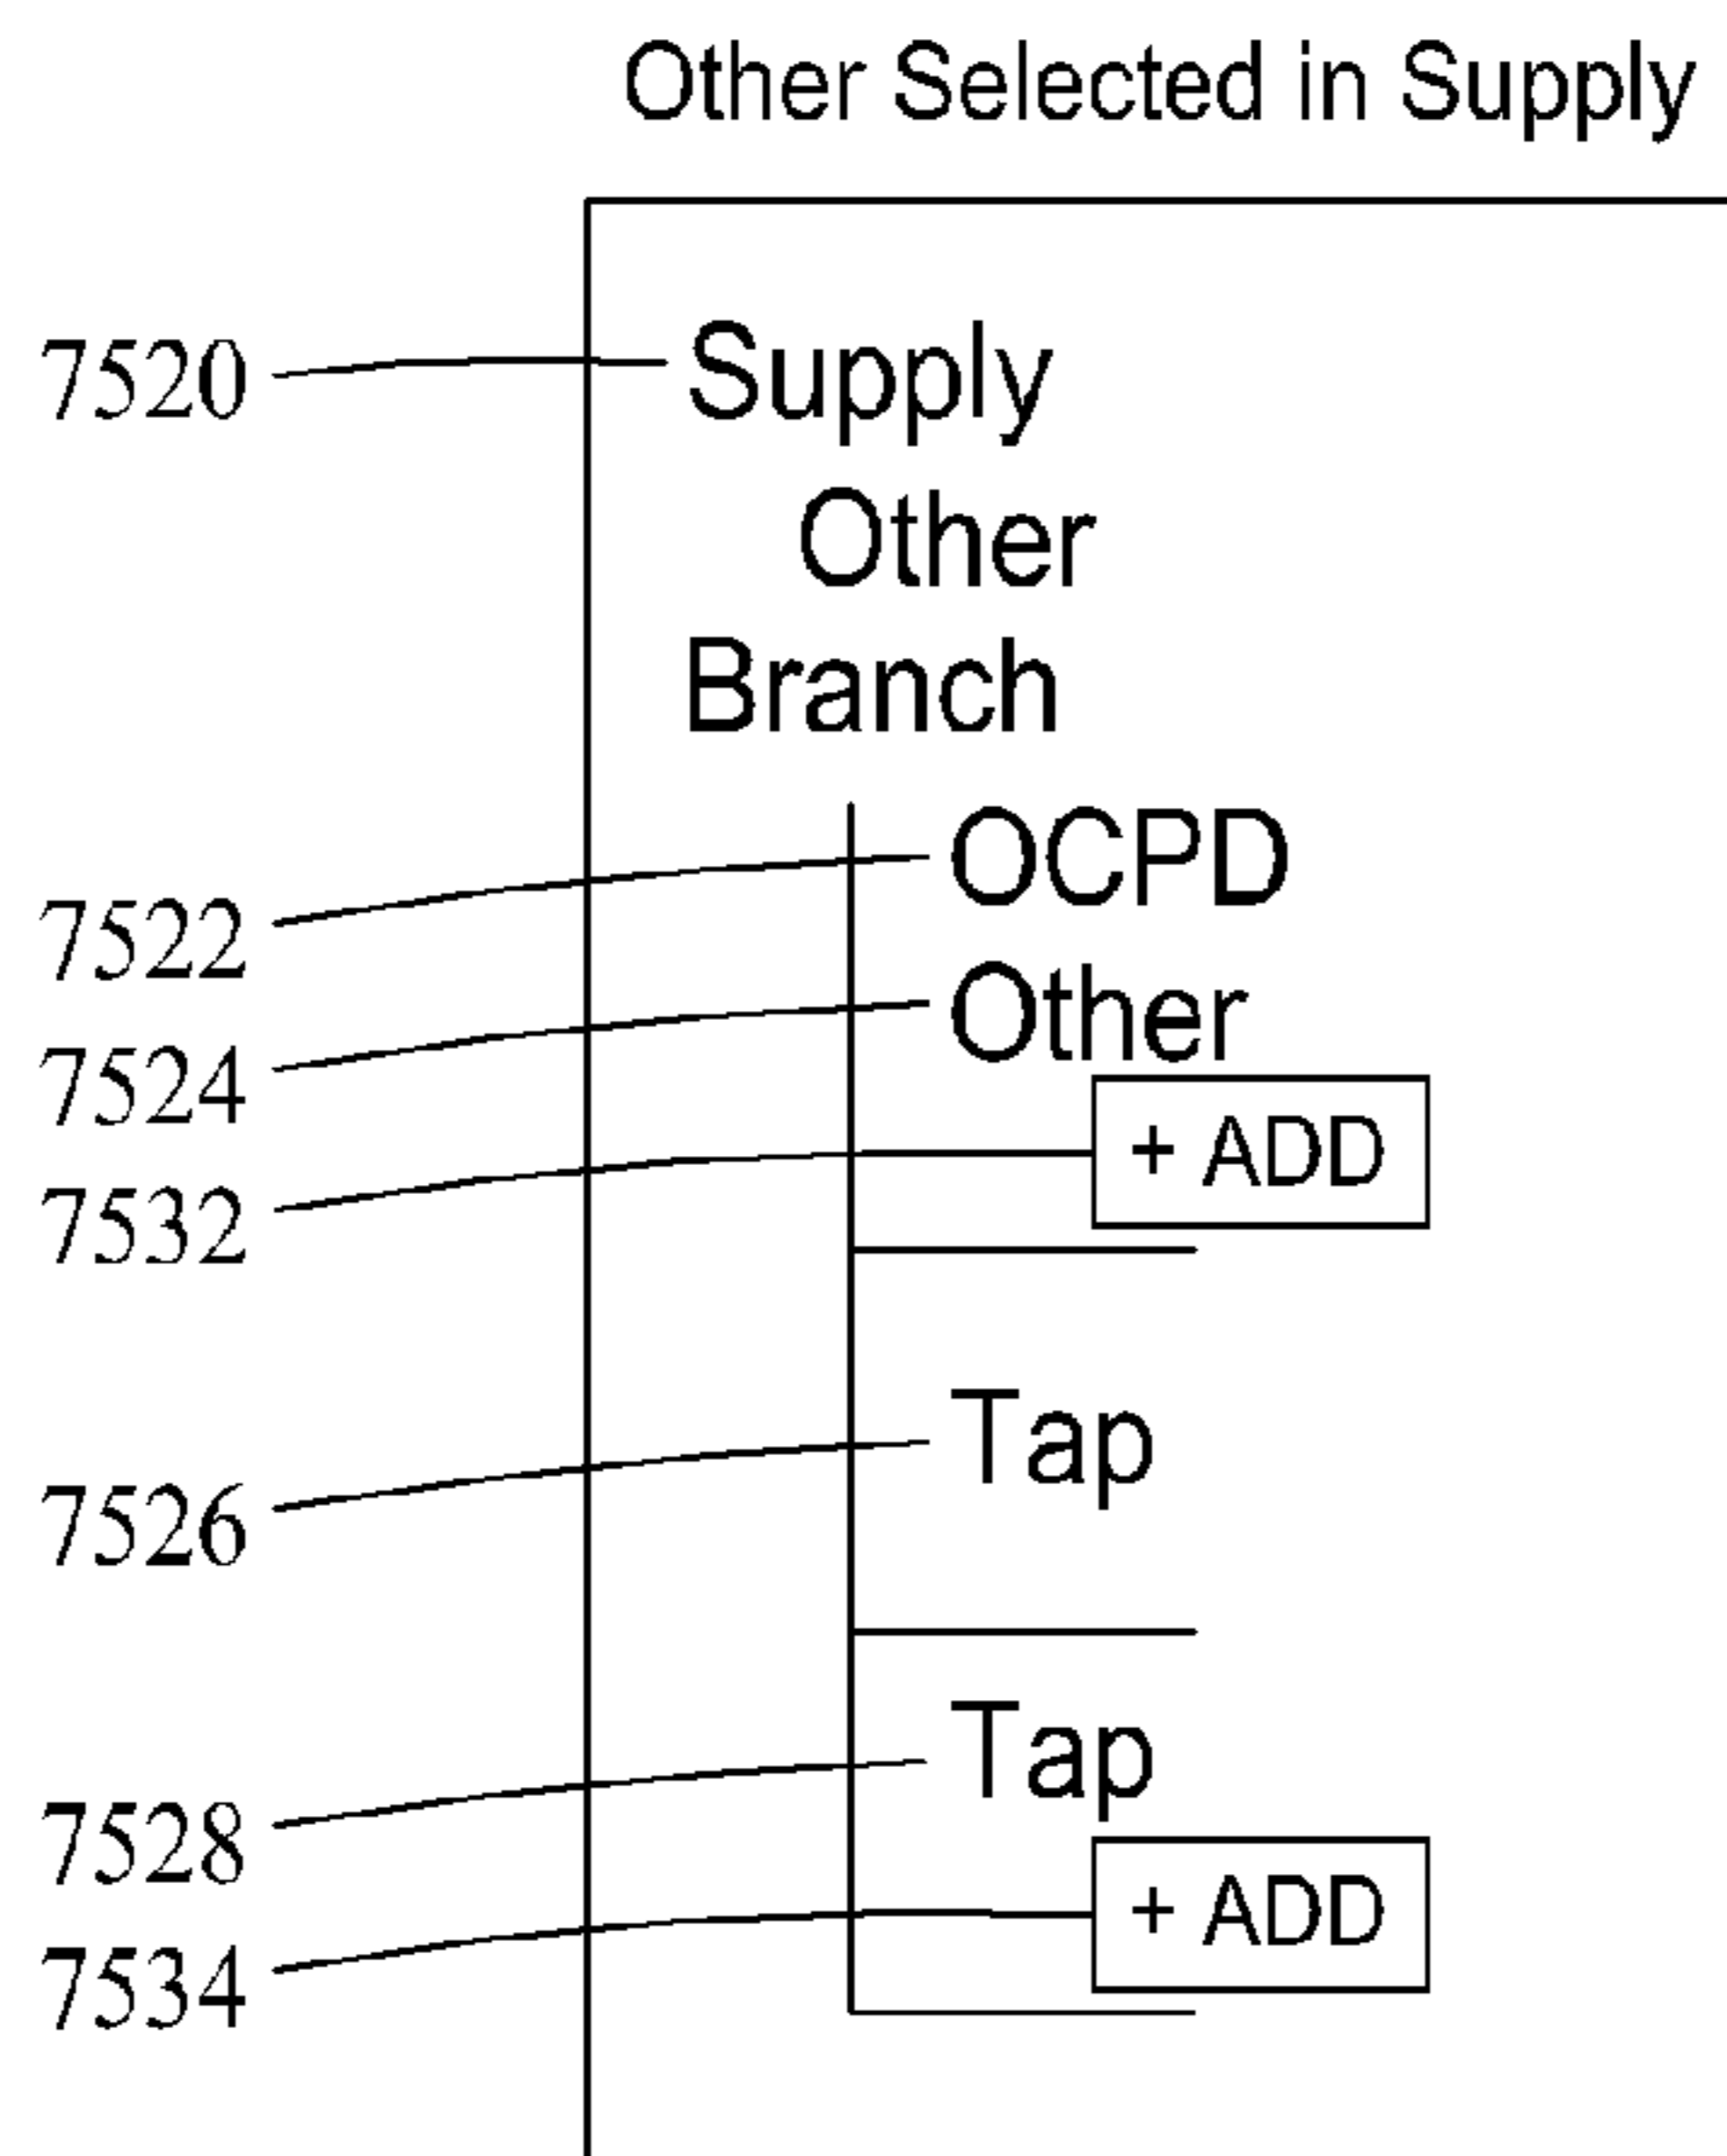 Other Selected in Supply
7520 Supply
Other
Branch
7522 OCPD
7524 Other
7532 + ADD
7526 Tap
7528 Tap
7534 + ADD